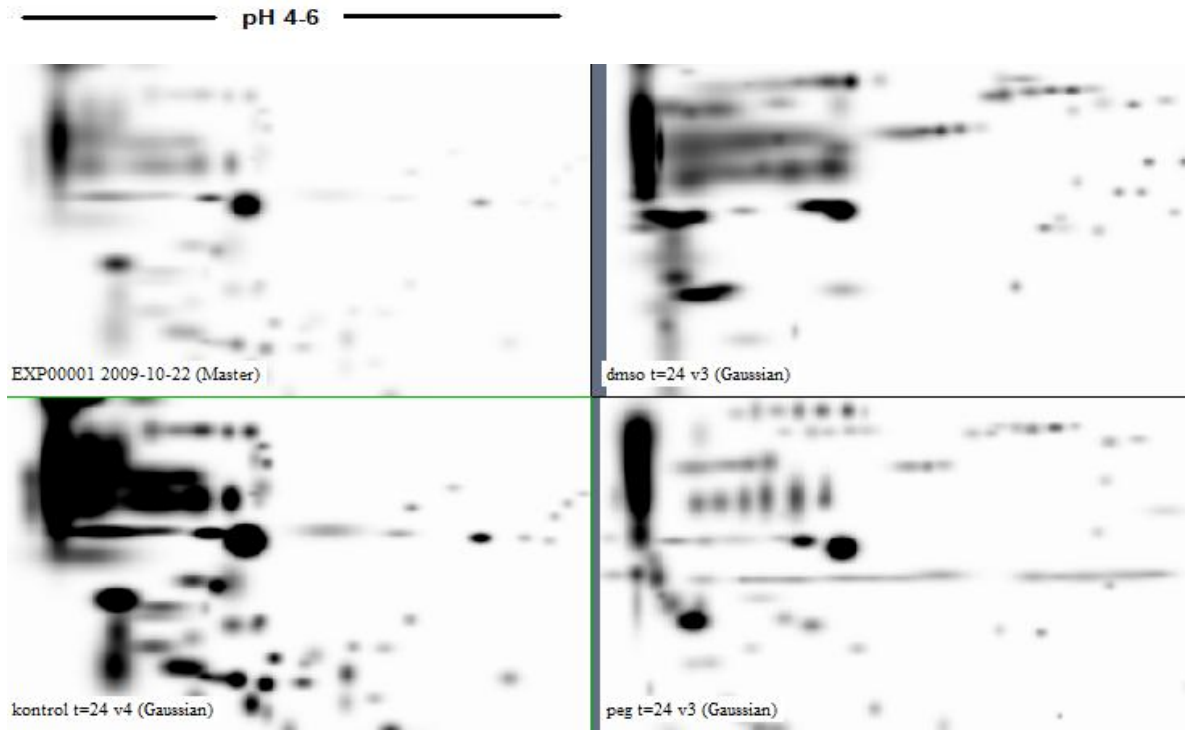 pH 4-6
EXP00001 2009-10-22 (Master)
dmso t=24 v3 (Gaussian)
kontrol t=24 v4 (Gaussian)
peg t=24 v3 (Gaussian)